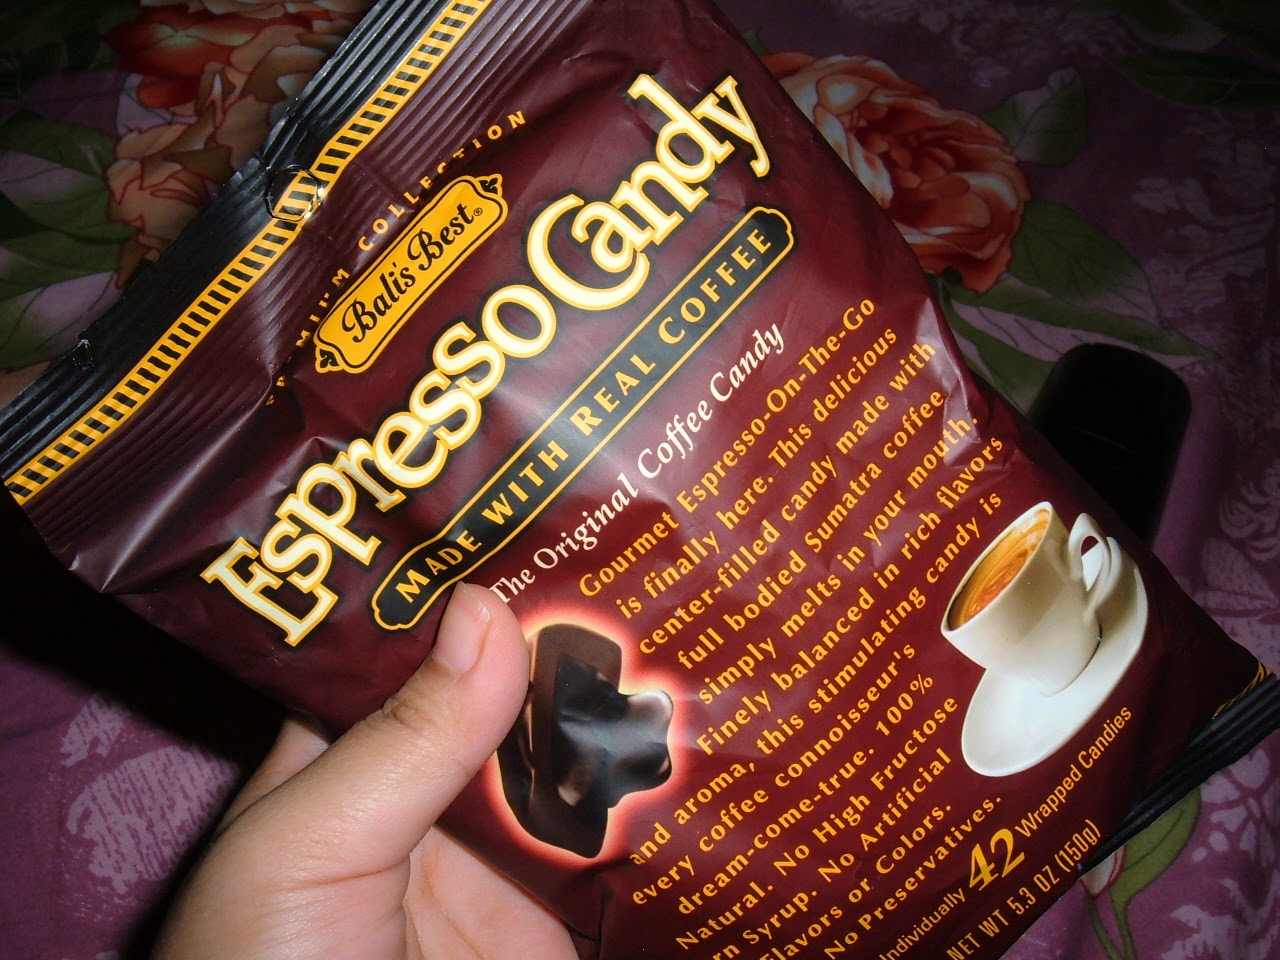 COLLECTION
Bali's Best®
Espresso Candy
MADE WITH REAL COFFEE
The Original Coffee Candy
Gourmet Espresso-On-The-Go
is finally here. This delicious
center-filled candy made with
full bodied Sumatra coffee
simply melts in your mouth.
Finely balanced in rich flavors
and aroma, this stimulating candy is
every coffee connoisseur's
dream-come-true. 100%
Natural. No High Fructose
rn Syrup. No Artificial
Flavors or Colors.
No Preservatives.
Individually 42 Wrapped Candies
NET WT 5.3 OZ (150g)